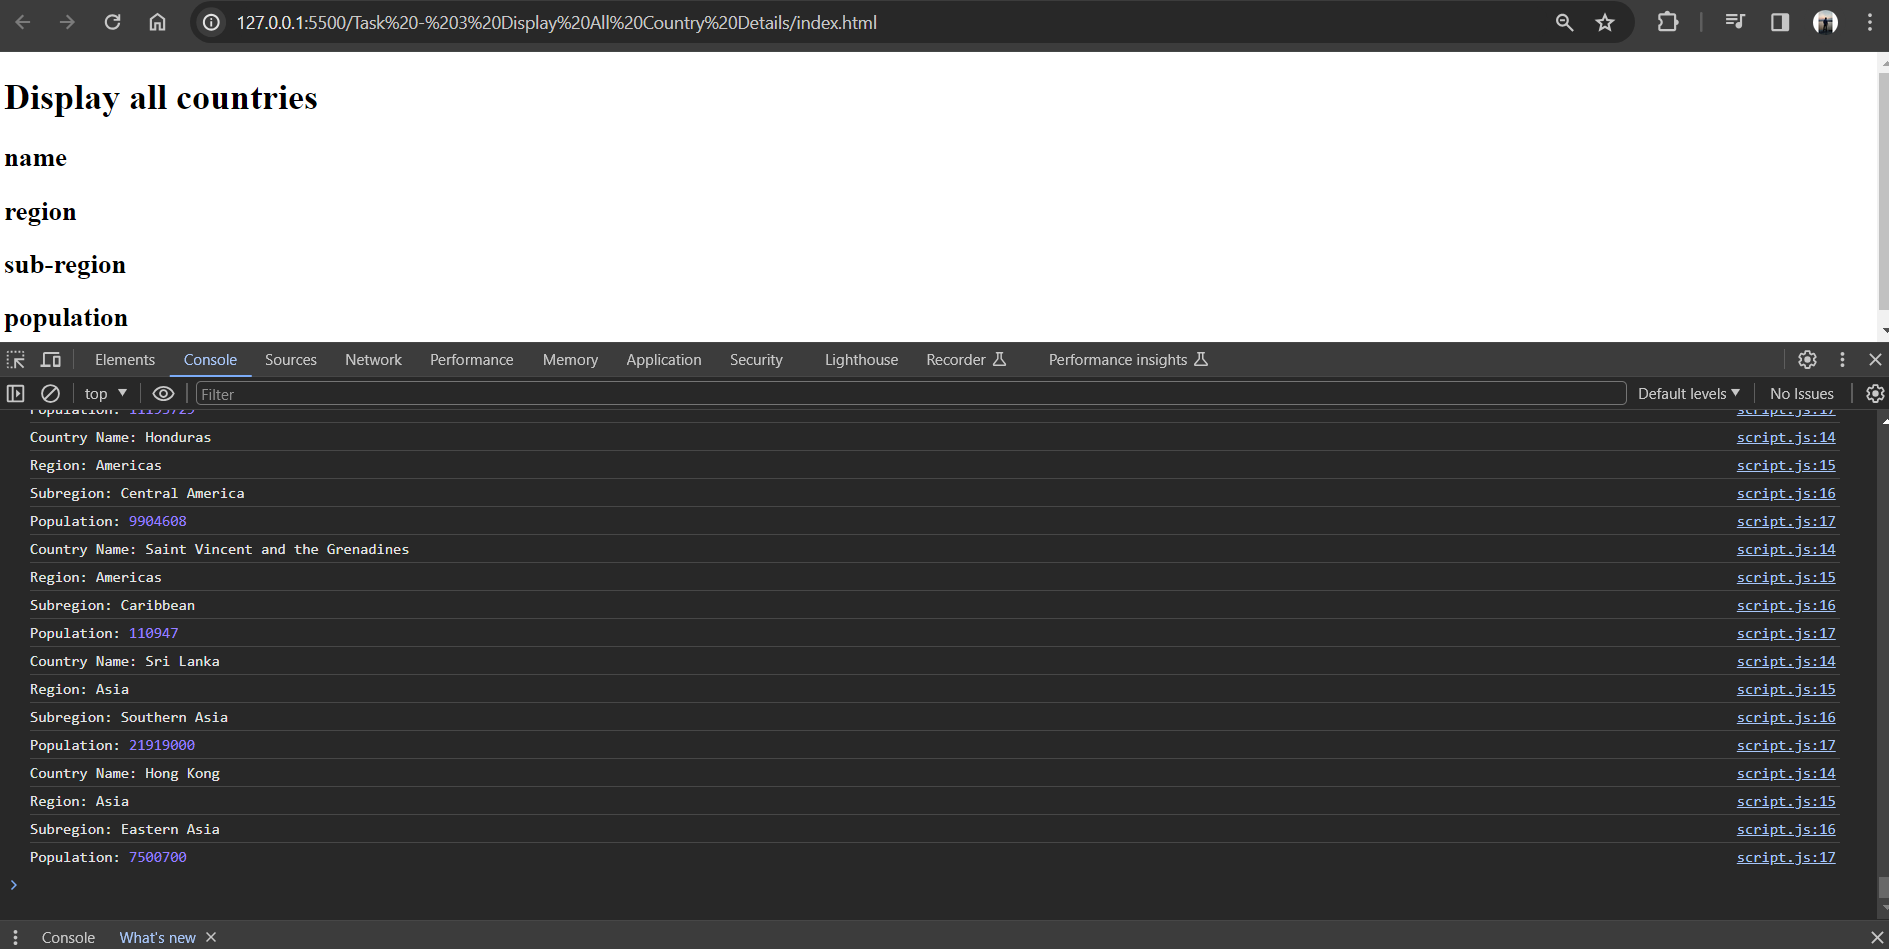 127.0.0.1:5500/Task%20-%203%20Display%20All%20Country%20Details/index.html
Display all countries
name
region
sub-region
population
Elements Console Sources Network Performance Memory Application Security Lighthouse Recorder Performance insights
top Filter Default levels No Issues
Population: 11193729 script.js:17
Country Name: Honduras script.js:14
Region: Americas script.js:15
Subregion: Central America script.js:16
Population: 9904608 script.js:17
Country Name: Saint Vincent and the Grenadines script.js:14
Region: Americas script.js:15
Subregion: Caribbean script.js:16
Population: 110947 script.js:17
Country Name: Sri Lanka script.js:14
Region: Asia script.js:15
Subregion: Southern Asia script.js:16
Population: 21919000 script.js:17
Country Name: Hong Kong script.js:14
Region: Asia script.js:15
Subregion: Eastern Asia script.js:16
Population: 7500700 script.js:17
Console What's new